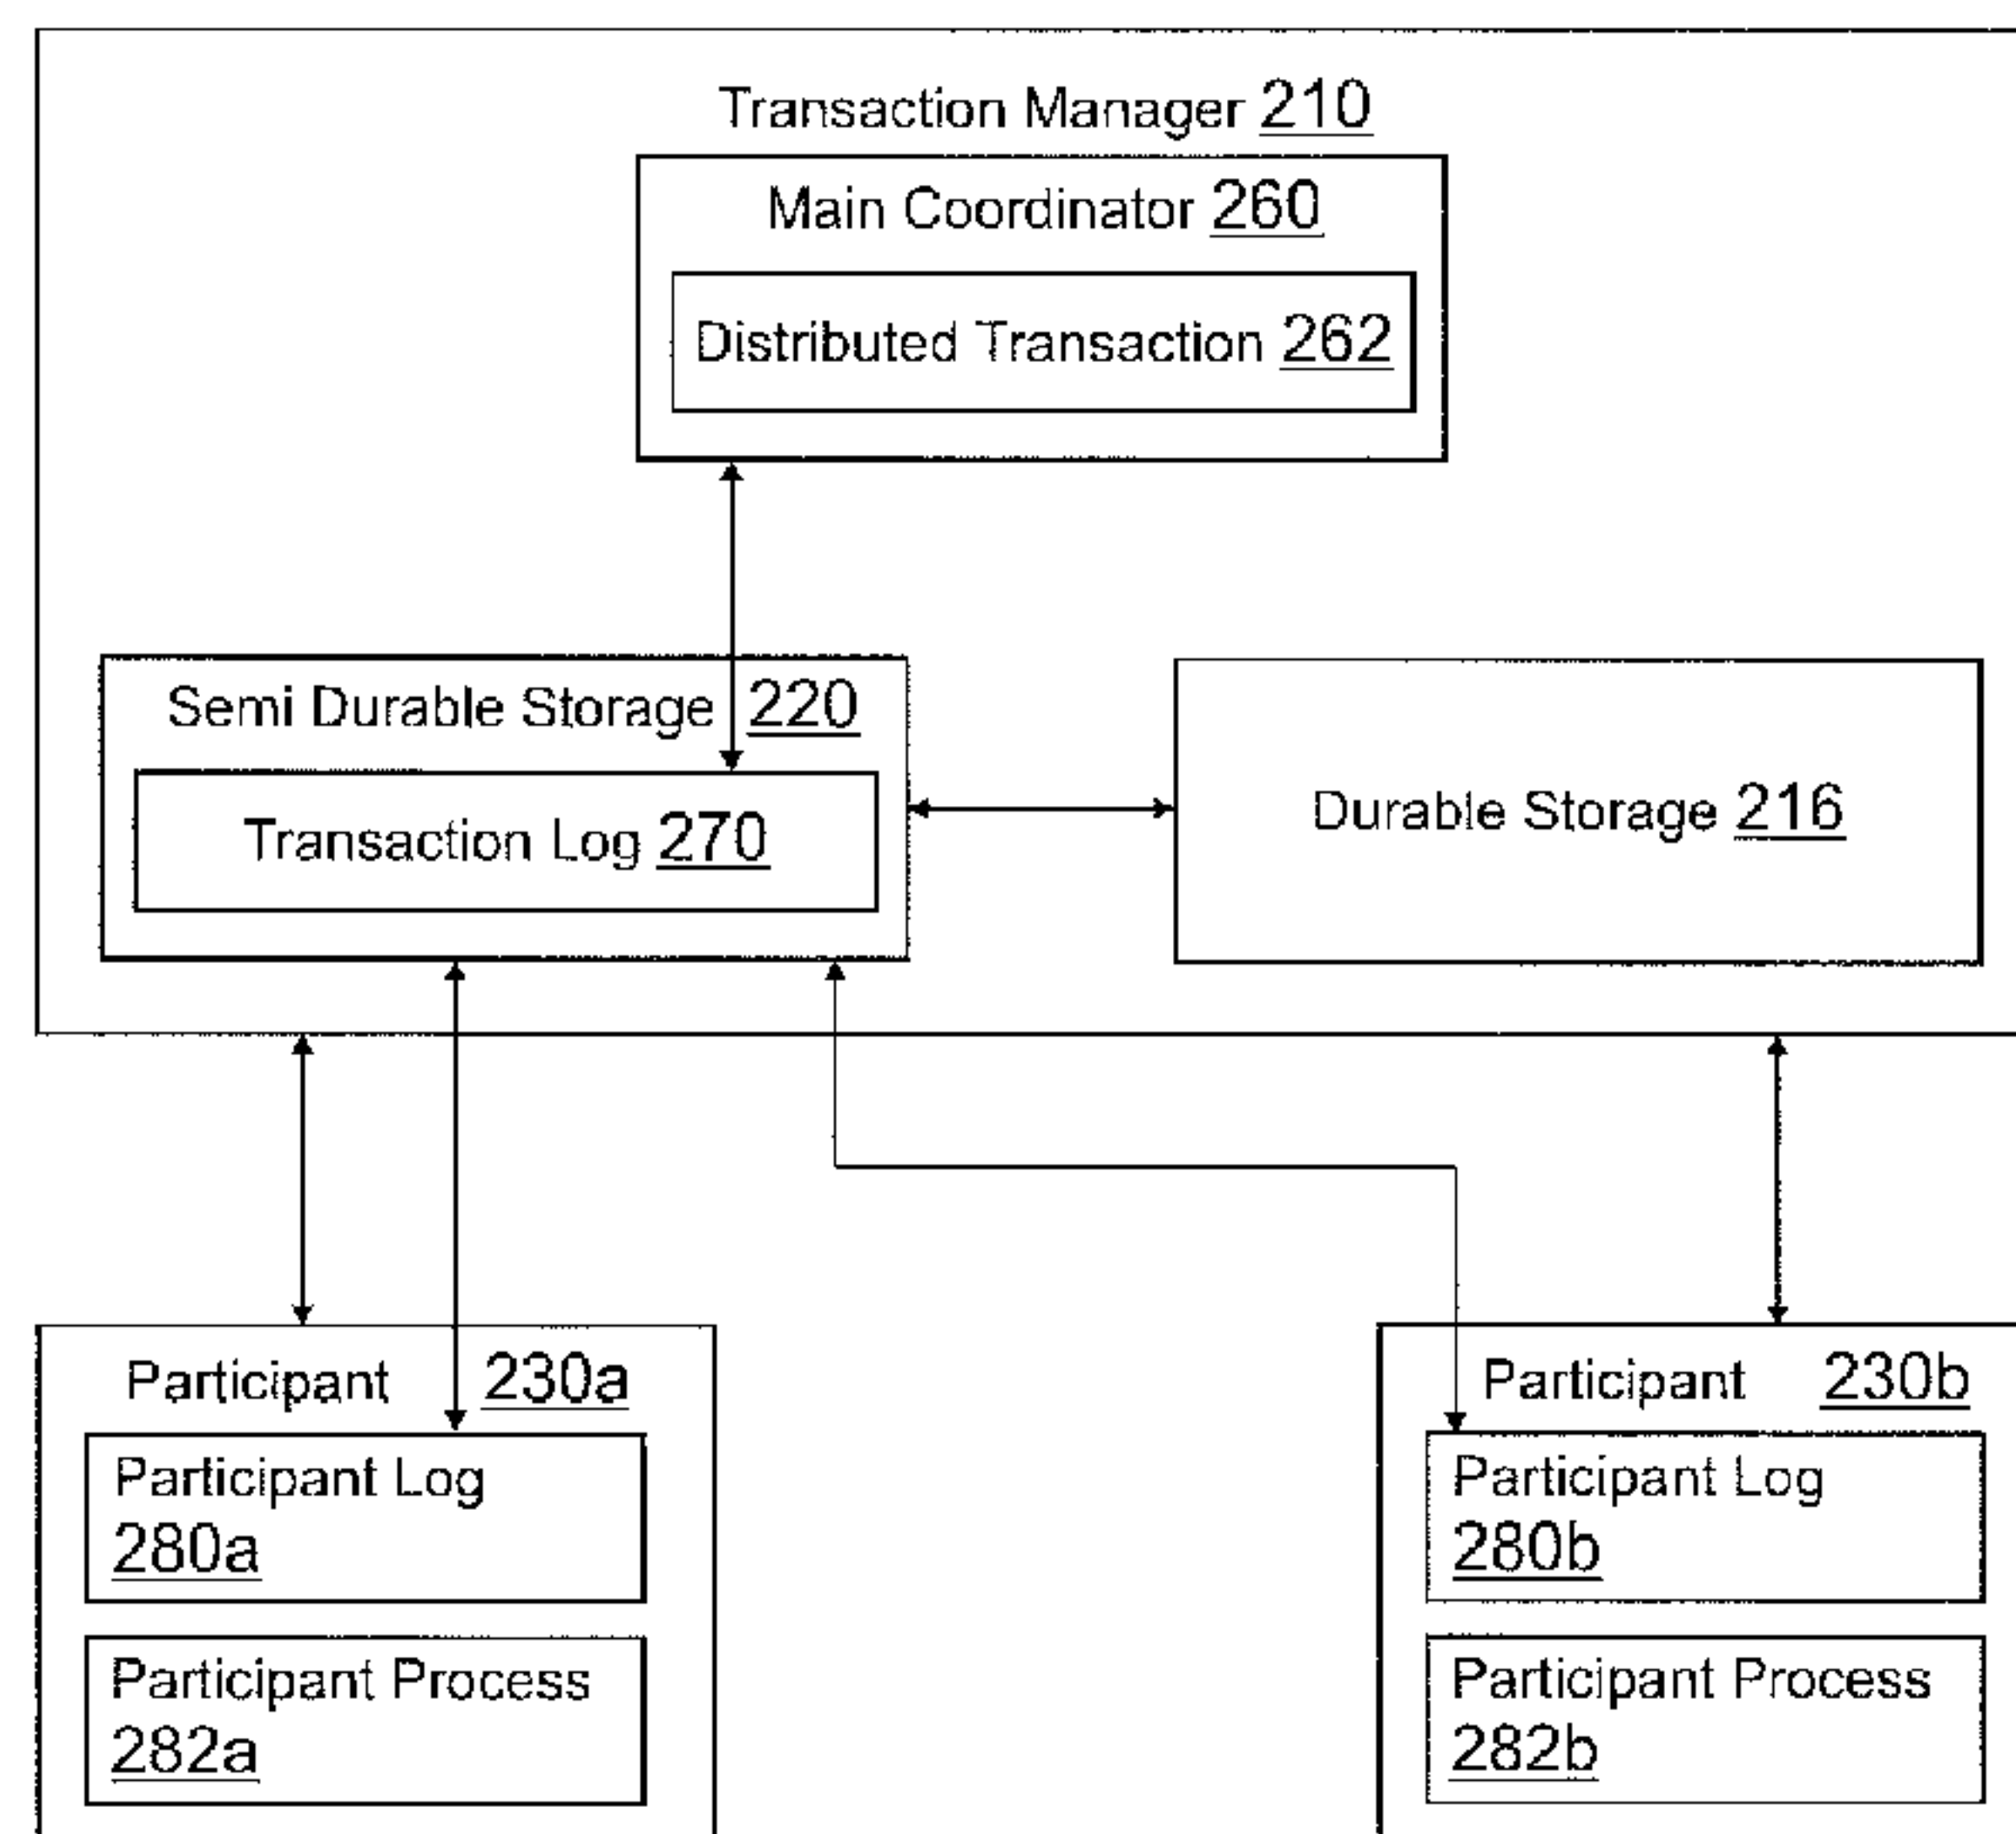 Transaction Manager 210
Main Coordinator 260
Distributed Transaction 262
Semi Durable Storage 220
Transaction Log 270
Durable Storage 216
Participant 230a
Participant Log
280a
Participant Process
282a
Participant 230b
Participant Log
280b
Participant Process
282b